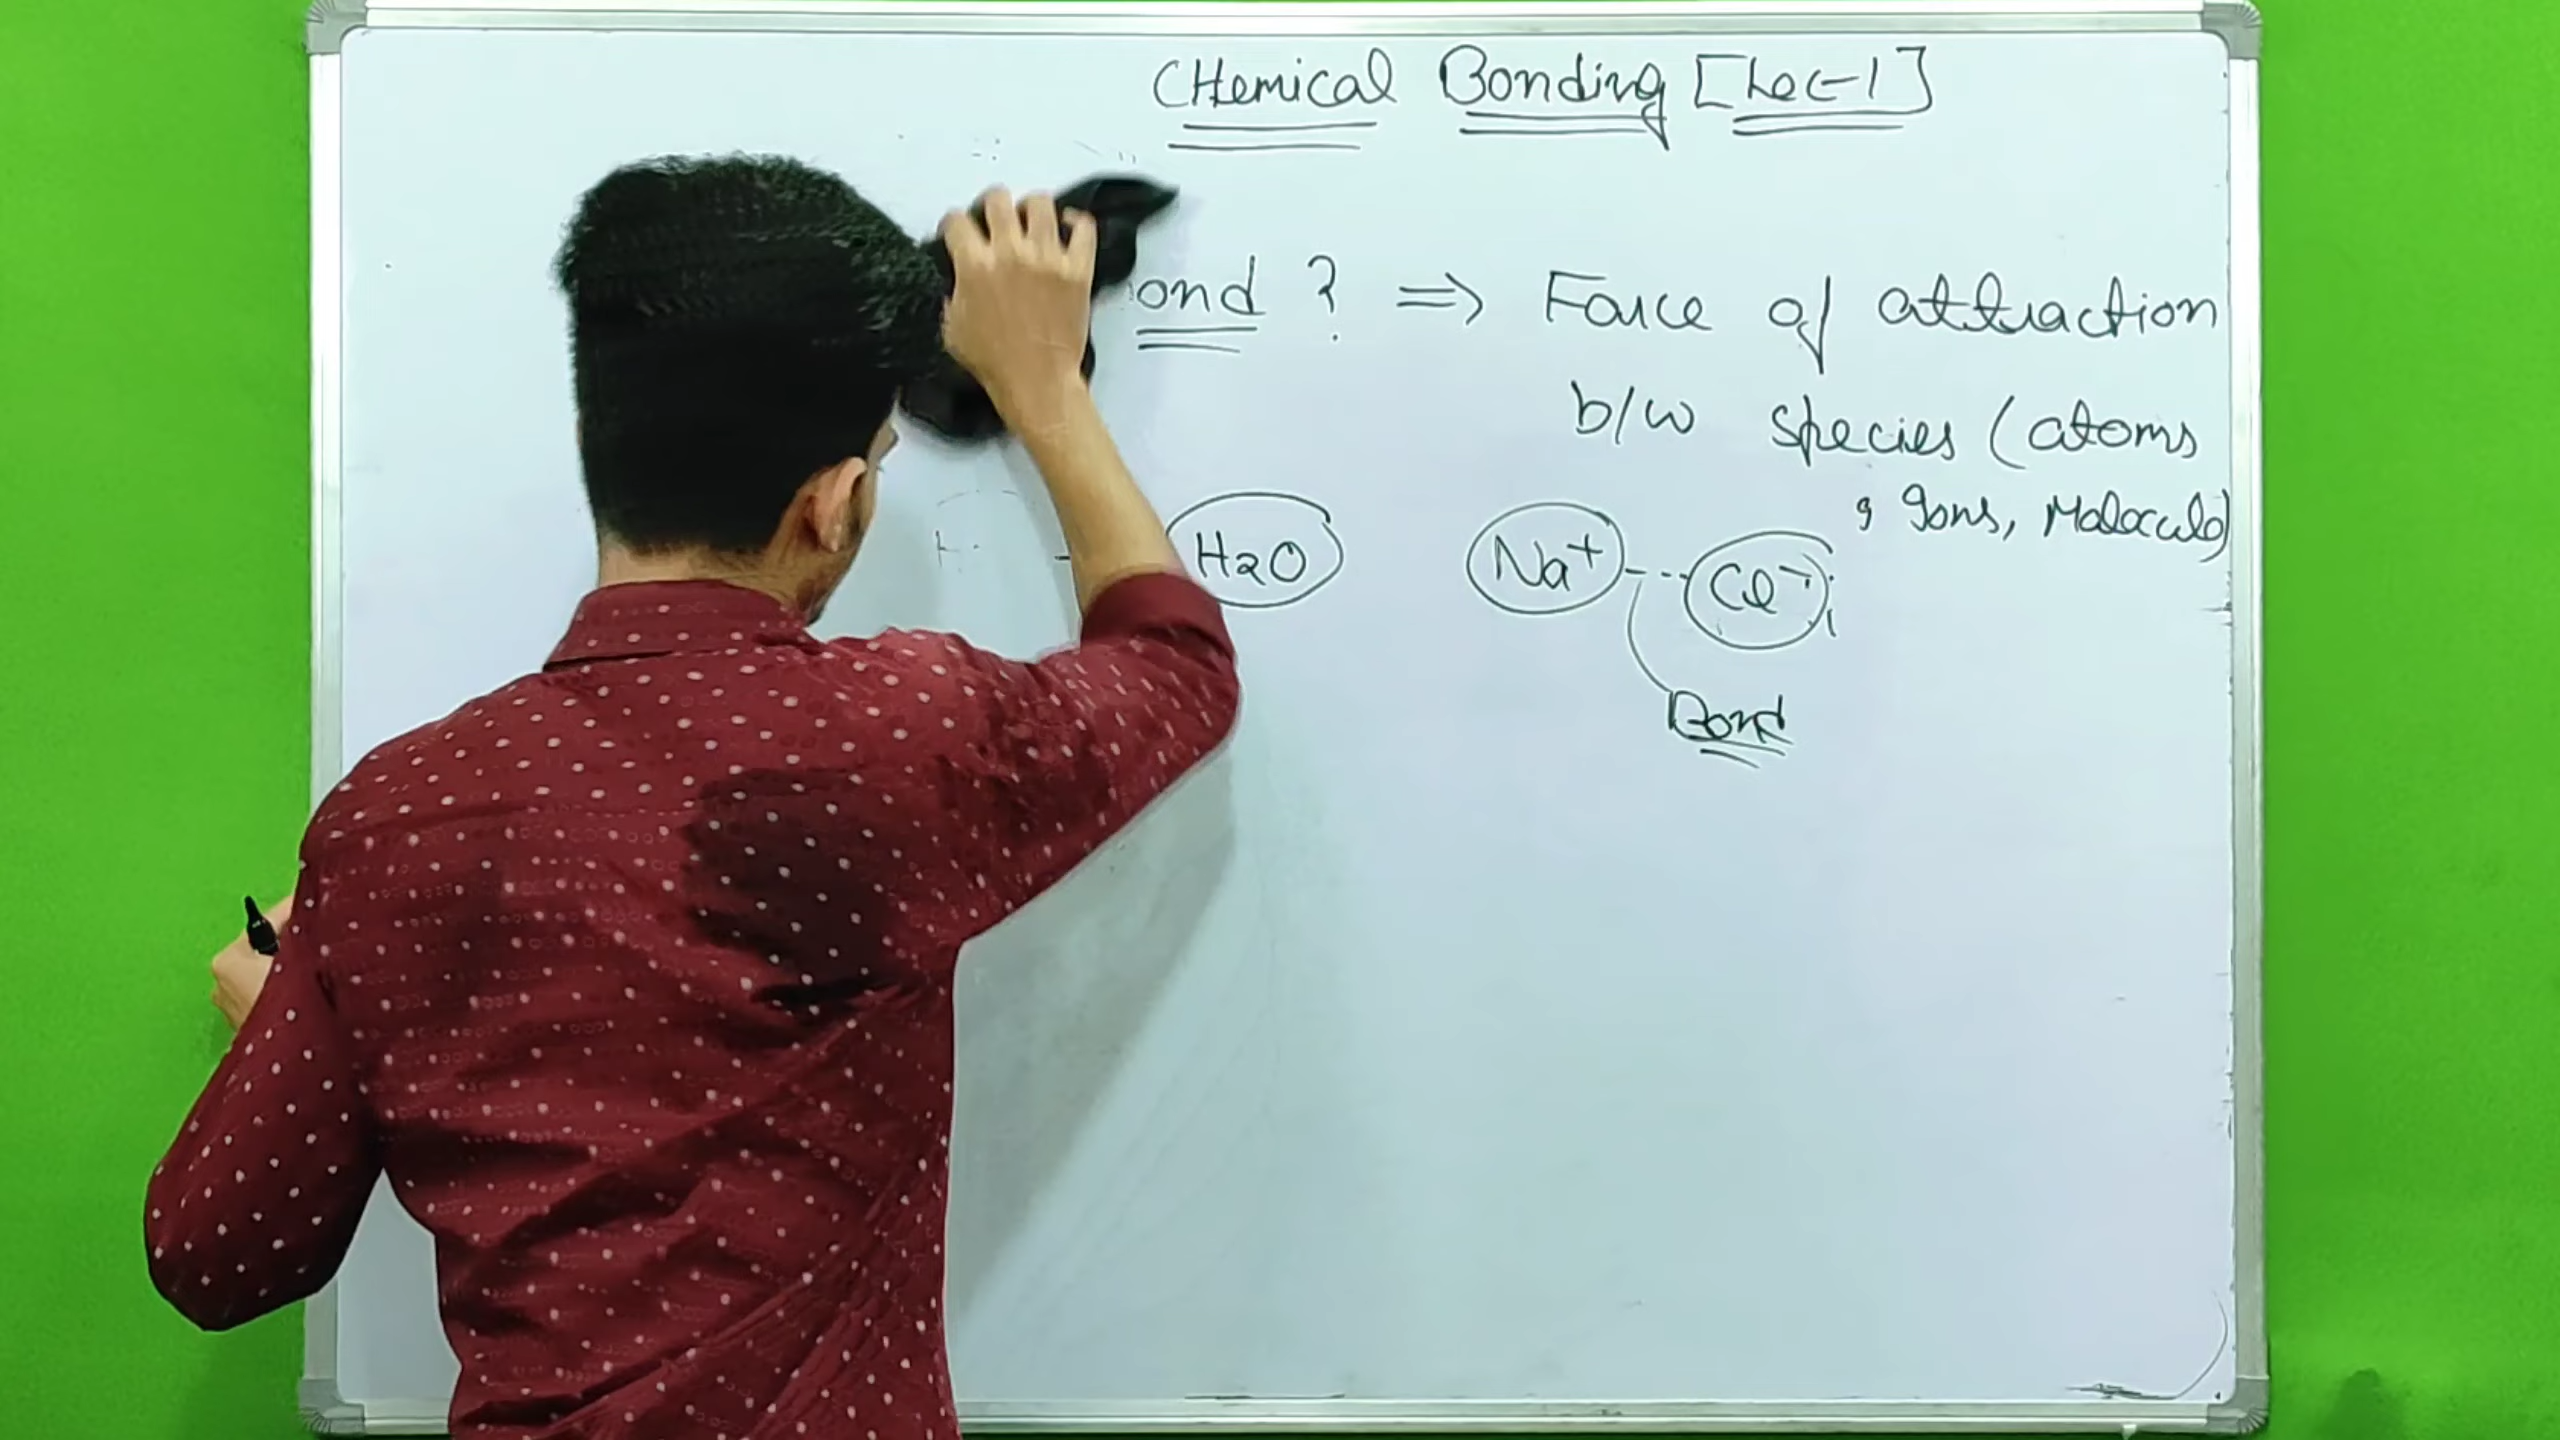 CHemical Bonding [Lec-1]
ond ? ⇒ Force of attraction
b/w species (atoms
, Ions, Molecule)
H2O Na+ --- Cl-
Bond